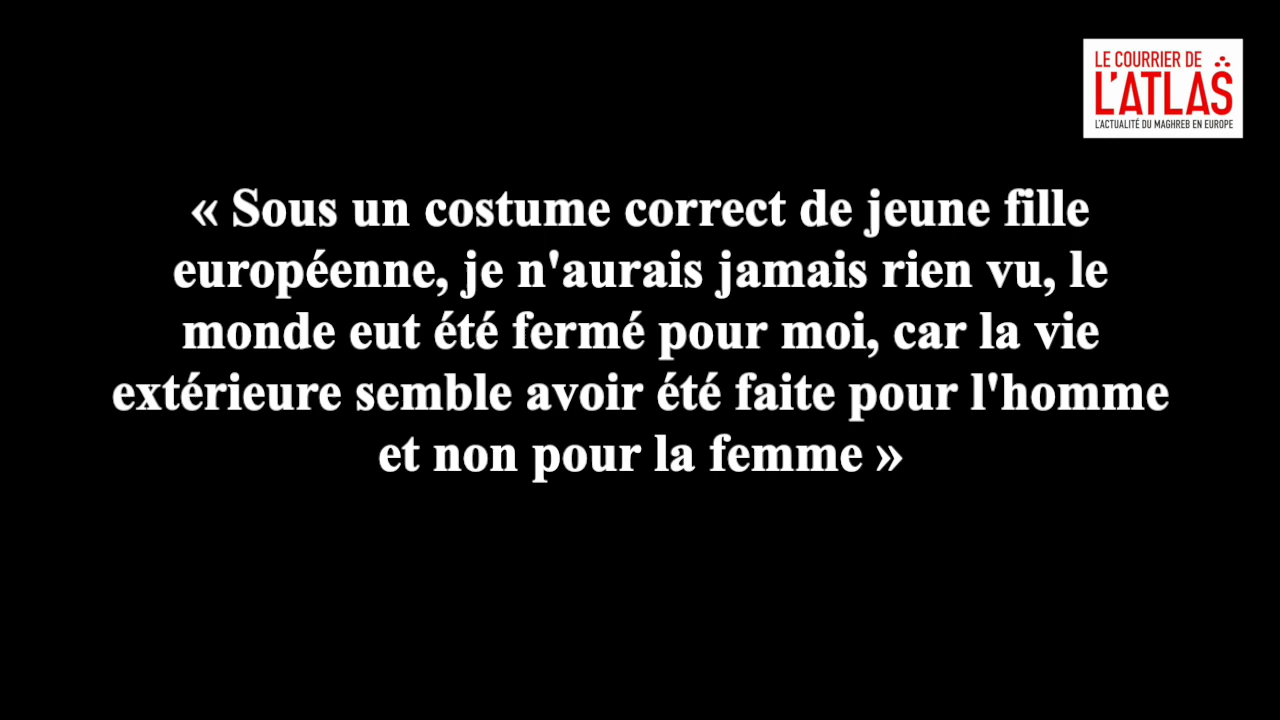 LE COURRIER DE
L'ATLAS
L'ACTUALITÉ DU MAGHREB EN EUROPE
« Sous un costume correct de jeune fille
européenne, je n'aurais jamais rien vu, le
monde eut été fermé pour moi, car la vie
extérieure semble avoir été faite pour l'homme
et non pour la femme »